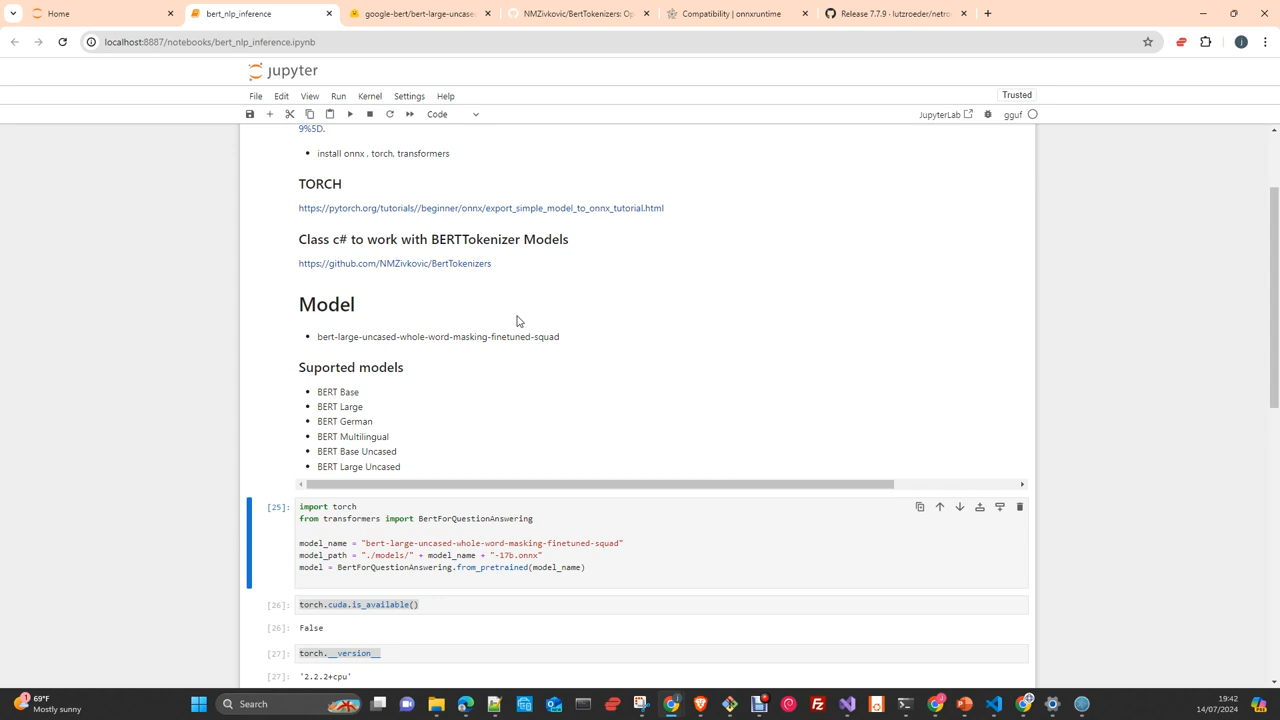 bert_nlp_inference
Home
google-bert/bert-large-uncase
NMZivkovic/BertTokenizers: Op
Compatibility | onnxruntime
Release 7.7.9 · lutzroeder/netro
localhost:8887/notebooks/bert_nlp_inference.ipynb
jupyter
File Edit View Run Kernel Settings Help
Trusted
Code
JupyterLab
gguf
9%5D.
• install onnx , torch, transformers
TORCH
https://pytorch.org/tutorials//beginner/onnx/export_simple_model_to_onnx_tutorial.html
Class c# to work with BERTTokenizer Models
https://github.com/NMZivkovic/BertTokenizers
Model
• bert-large-uncased-whole-word-masking-finetuned-squad
Suported models
• BERT Base
• BERT Large
• BERT German
• BERT Multilingual
• BERT Base Uncased
• BERT Large Uncased
[25]:
import torch
from transformers import BertForQuestionAnswering
model_name = "bert-large-uncased-whole-word-masking-finetuned-squad"
model_path = "./models/" + model_name + "-17b.onnx"
model = BertForQuestionAnswering.from_pretrained(model_name)
[26]: torch.cuda.is_available()
[26]: False
[27]: torch.__version__
[27]: '2.2.2+cpu'
69°F
Mostly sunny
Search
19:42
14/07/2024